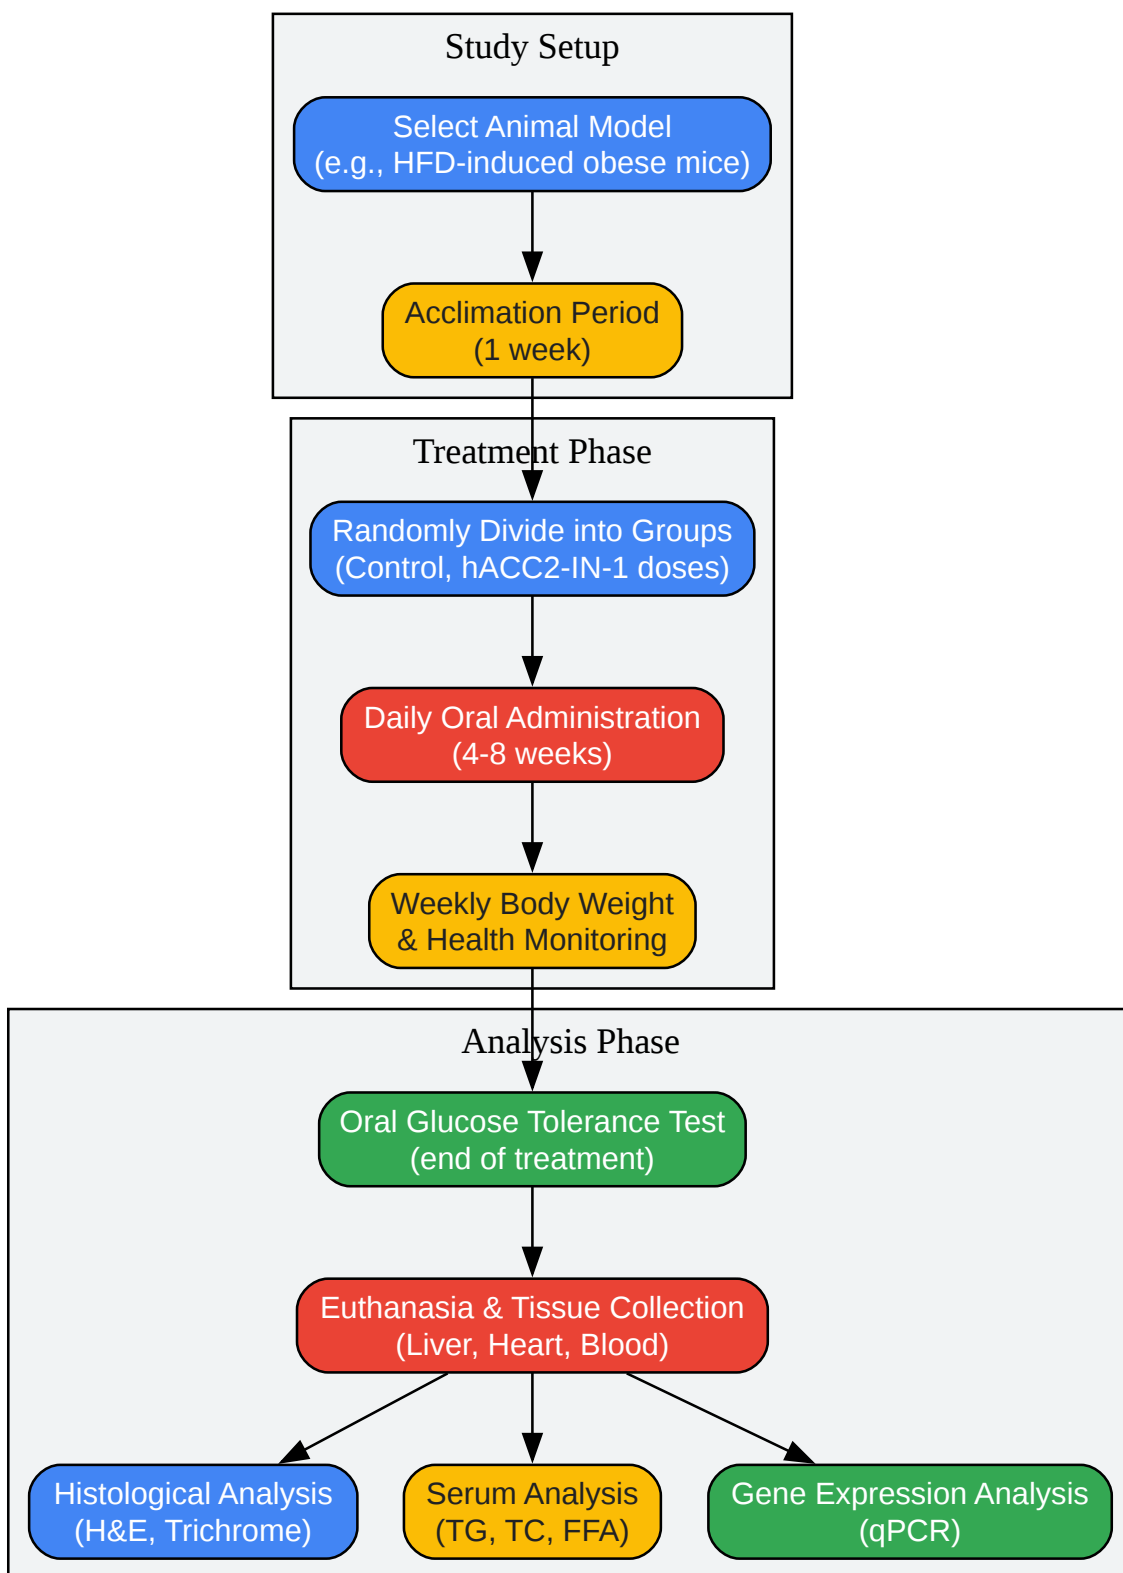 Study Setup
Select Animal Model
(e.g., HFD-induced obese mice)
Acclimation Period
(1 week)
Treatment Phase
Randomly Divide into Groups
(Control, hACC2-IN-1 doses)
Daily Oral Administration
(4-8 weeks)
Weekly Body Weight
& Health Monitoring
Analysis Phase
Oral Glucose Tolerance Test
(end of treatment)
Euthanasia & Tissue Collection
(Liver, Heart, Blood)
Histological Analysis
(H&E, Trichrome)
Serum Analysis
(TG, TC, FFA)
Gene Expression Analysis
(qPCR)